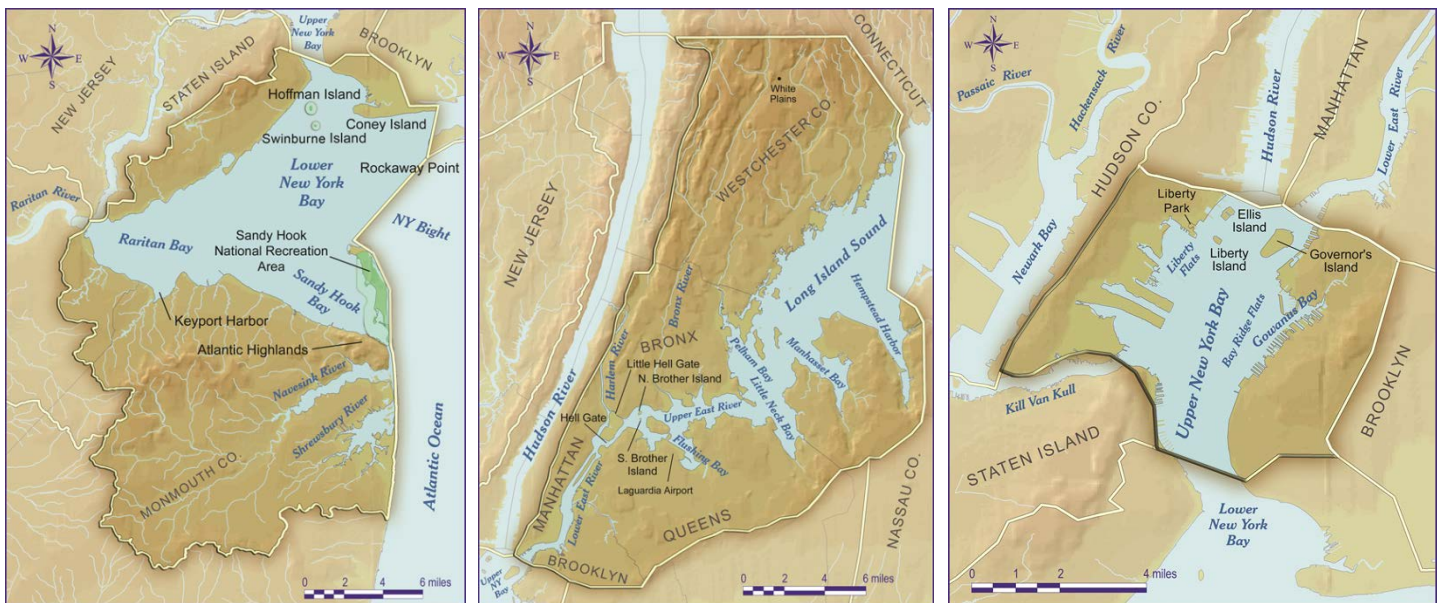 N
W
E
S
Upper
New York
Bay
BROOKLYN
STATEN ISLAND
NEW JERSEY
Hoffman Island
Coney Island
Swinburne Island
Lower
New York
Bay
Rockaway Point
Raritan River
NY Bight
Sandy Hook
National Recreation
Area
Raritan Bay
Sandy Hook
Bay
Keyport Harbor
Atlantic Highlands
Navesink River
Shrewsbury River
Atlantic Ocean
MONMOUTH CO.
0 2 4 6 miles
N
W
E
S
CONNECTICUT
White
Plains
WESTCHESTER CO.
NEW JERSEY
Hudson River
Long Island Sound
Bronx River
Hempstead Harbor
BRONX
Harlem River
Pelham Bay
Manhasset Bay
Little Hell Gate
N. Brother Island
Little Neck Bay
Hell Gate
Upper East River
Flushing Bay
MANHATTAN
S. Brother
Island
Laguardia Airport
Lower East River
QUEENS
NASSAU CO.
BROOKLYN
Upper
NY
Bay
0 2 4 6 miles
N
W
E
S
Passaic River
Hackensack
River
HUDSON CO.
Hudson River
MANHATTAN
Lower East River
Newark Bay
Liberty
Park
Ellis
Island
Liberty
Flats
Liberty
Island
Governor's
Island
Upper New York Bay
Bay Ridge Flats
Gowanus Bay
BROOKLYN
Kill Van Kull
STATEN ISLAND
Lower
New York
Bay
0 2 4 miles